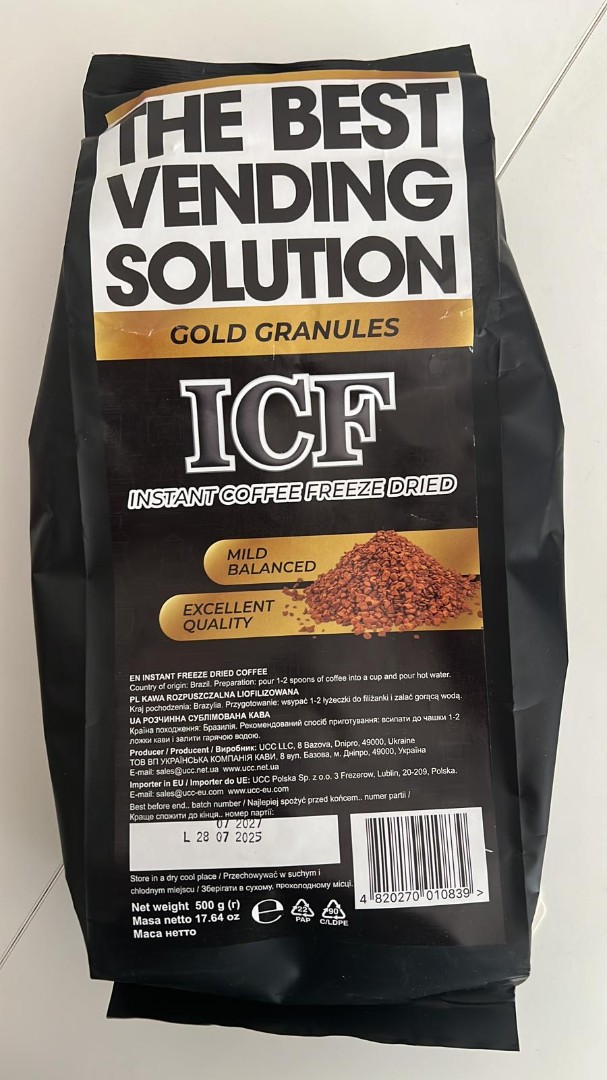 THE BEST
VENDING
SOLUTION
GOLD GRANULES
ICF
INSTANT COFFEE FREEZE DRIED
MILD
BALANCED
EXCELLENT
QUALITY
EN INSTANT FREEZE DRIED COFFEE
Country of origin: Brazil. Preparation: pour 1-2 spoons of coffee into a cup and pour hot water.
PL KAWA ROZPUSZCZALNA LIOFILIZOWANA
Kraj pochodzenia: Brazylia. Przygotowanie: wsypać 1-2 łyżeczki do filiżanki i zalać gorącą wodą.
UA РОЗЧИННА СУБЛІМОВАНА КАВА
Країна походження: Бразилія. Рекомендований спосіб приготування: всипати до чашки 1-2
ложки кави і залити гарячою водою.
Producer / Producent / Виробник: UCC LLC, 8 Bazova, Dnipro, 49000, Ukraine
ТОВ ВП УКРАЇНСЬКА КОМПАНІЯ КАВИ, 8 вул. Базова, м. Дніпро, 49000, Україна
E-mail: sales@ucc.net.ua www.ucc.net.ua
Importer in EU / Importer do UE: UCC Polska Sp. z o.o. 3 Frezerow, Lublin, 20-209, Polska.
E-mail: sales@ucc-eu.com www.ucc-eu.com
Best before end.. batch number / Najlepiej spożyć przed końcem.. numer partii /
Краще спожити до кінця.. номер партії:
07 2027
L 28 07 2025
Store in a dry cool place / Przechowywać w suchym i
chłodnym miejscu / Зберігати в сухому, прохолодному місці.
4 820270 010839 >
Net weight 500 g (г)
Masa netto 17.64 oz
Маса нетто
22
PAP
90
C/LDPE